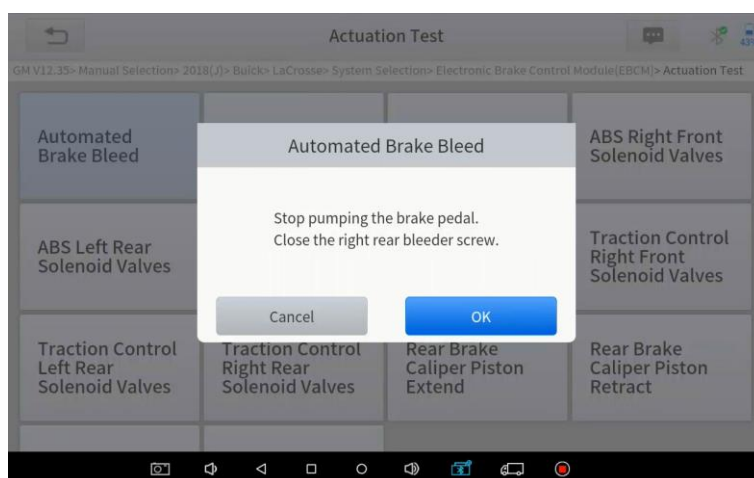 Actuation Test
43%
GM V12.35> Manual Selection> 2018(J)> Buick> LaCrosse> System Selection> Electronic Brake Control Module(EBCM)> Actuation Test
Automated
Brake Bleed
Automated Brake Bleed
ABS Right Front
Solenoid Valves
Stop pumping the brake pedal.
Close the right rear bleeder screw.
ABS Left Rear
Solenoid Valves
Traction Control
Right Front
Solenoid Valves
Cancel
OK
Traction Control
Left Rear
Solenoid Valves
Traction Control
Right Rear
Solenoid Valves
Rear Brake
Caliper Piston
Extend
Rear Brake
Caliper Piston
Retract